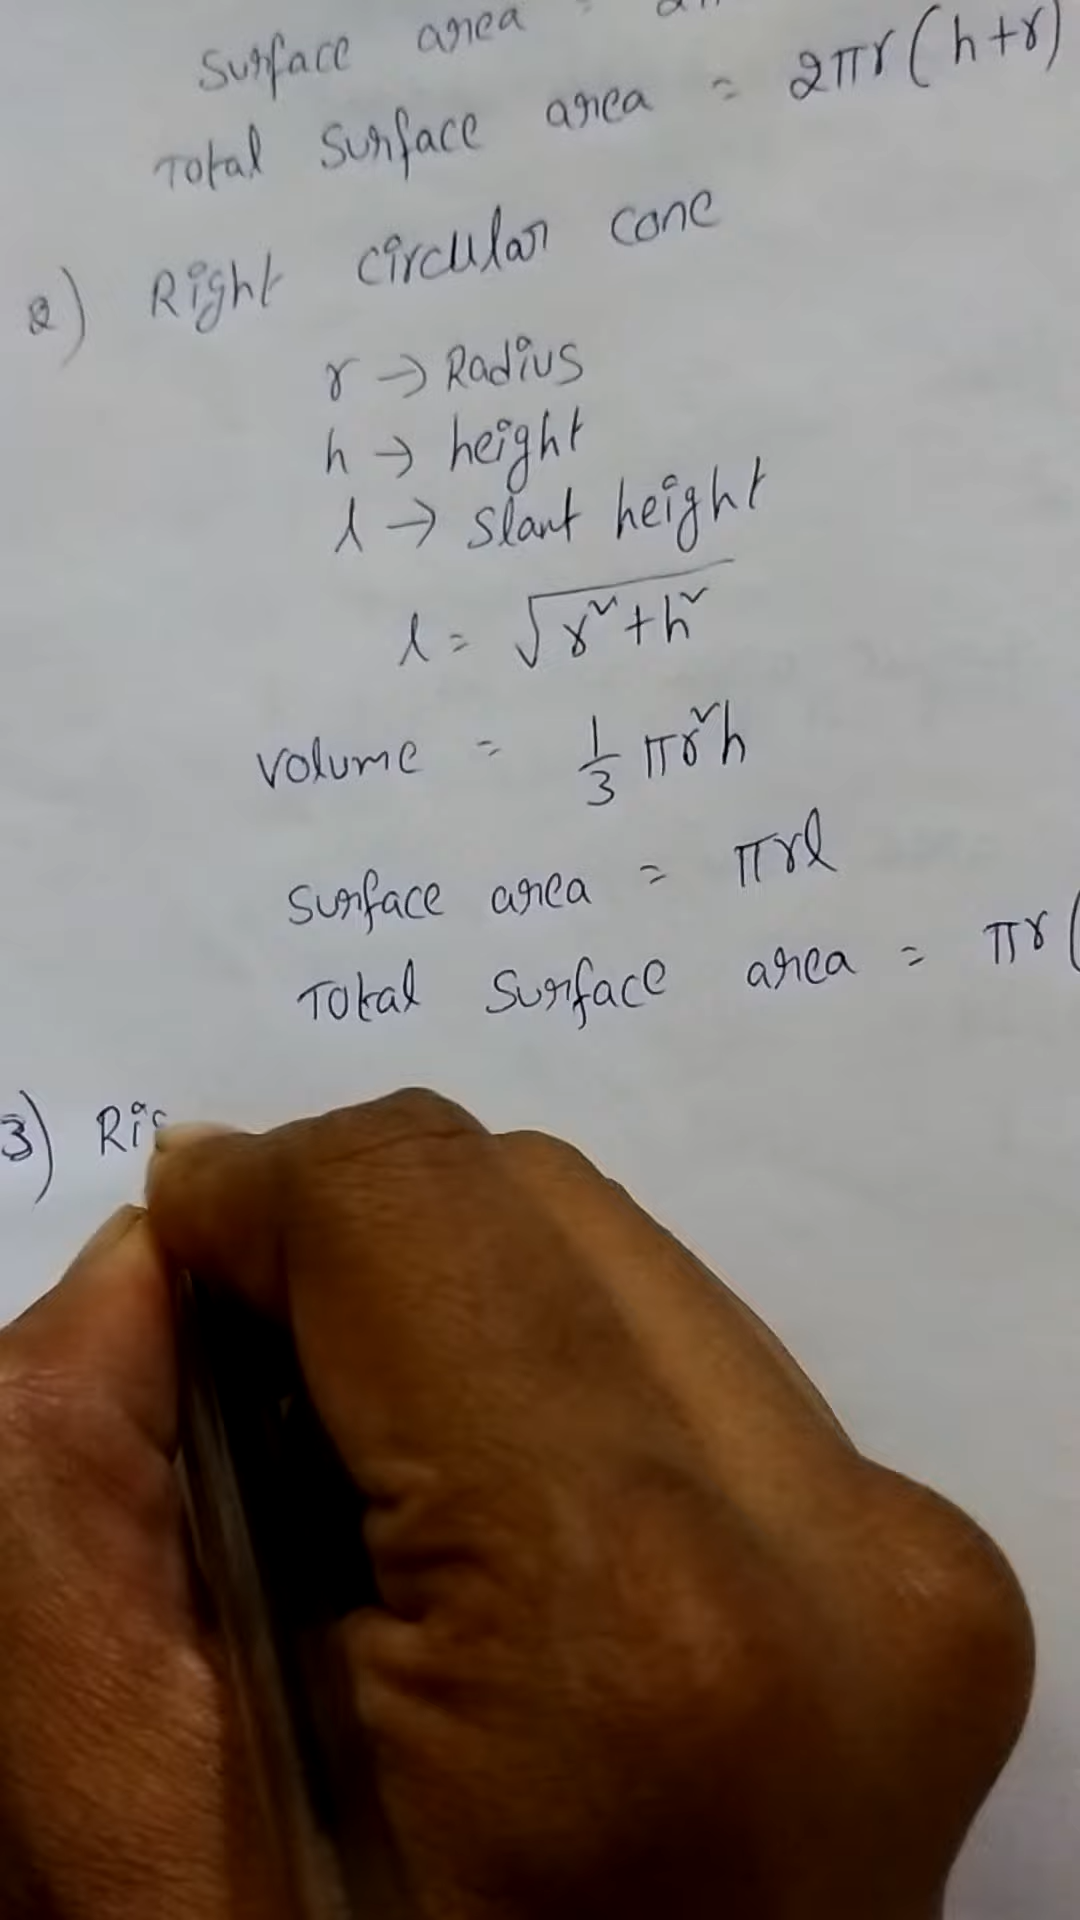 Surface area =
Total Surface area = 2πr(h+r)
2) Right circular cone
r → Radius
h → height
l → Slant height
l = √r²+h²
volume = 1/3 πr²h
Surface area = πrl
Total Surface area = πr(
3) Rig